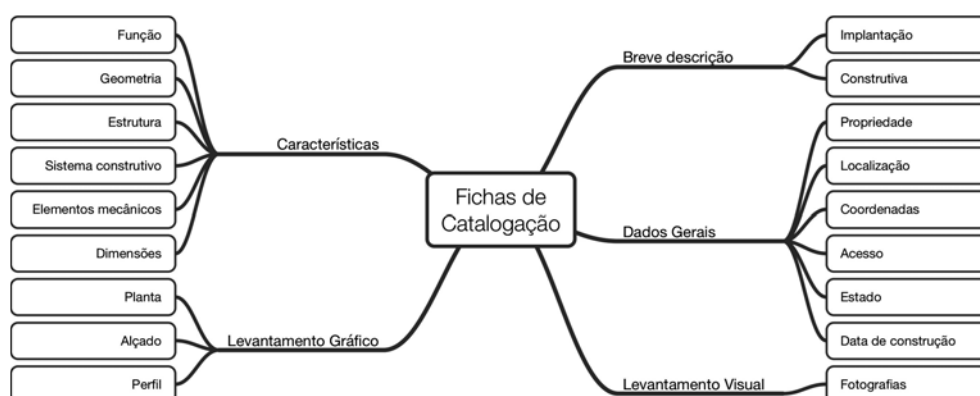 Função
Geometria
Estrutura
Sistema construtivo
Elementos mecânicos
Dimensões
Características
Planta
Alçado
Perfil
Levantamento Gráfico
Fichas de
Catalogação
Breve descrição
Implantação
Construtiva
Dados Gerais
Propriedade
Localização
Coordenadas
Acesso
Estado
Data de construção
Levantamento Visual
Fotografias